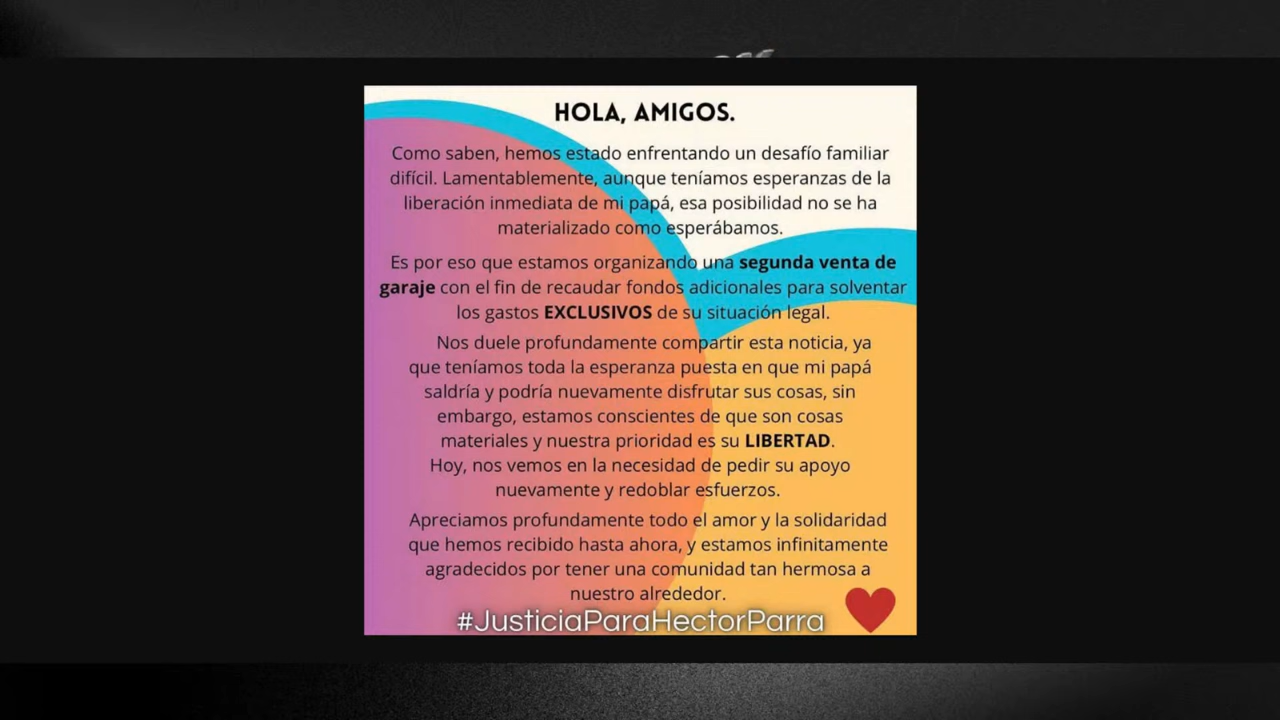 HOLA, AMIGOS.
Como saben, hemos estado enfrentando un desafío familiar
difícil. Lamentablemente, aunque teníamos esperanzas de la
liberación inmediata de mi papá, esa posibilidad no se ha
materializado como esperábamos.
Es por eso que estamos organizando una segunda venta de
garaje con el fin de recaudar fondos adicionales para solventar
los gastos EXCLUSIVOS de su situación legal.
Nos duele profundamente compartir esta noticia, ya
que teníamos toda la esperanza puesta en que mi papá
saldría y podría nuevamente disfrutar sus cosas, sin
embargo, estamos conscientes de que son cosas
materiales y nuestra prioridad es su LIBERTAD.
Hoy, nos vemos en la necesidad de pedir su apoyo
nuevamente y redoblar esfuerzos.
Apreciamos profundamente todo el amor y la solidaridad
que hemos recibido hasta ahora, y estamos infinitamente
agradecidos por tener una comunidad tan hermosa a
nuestro alrededor.
#JusticiaParaHectorParra